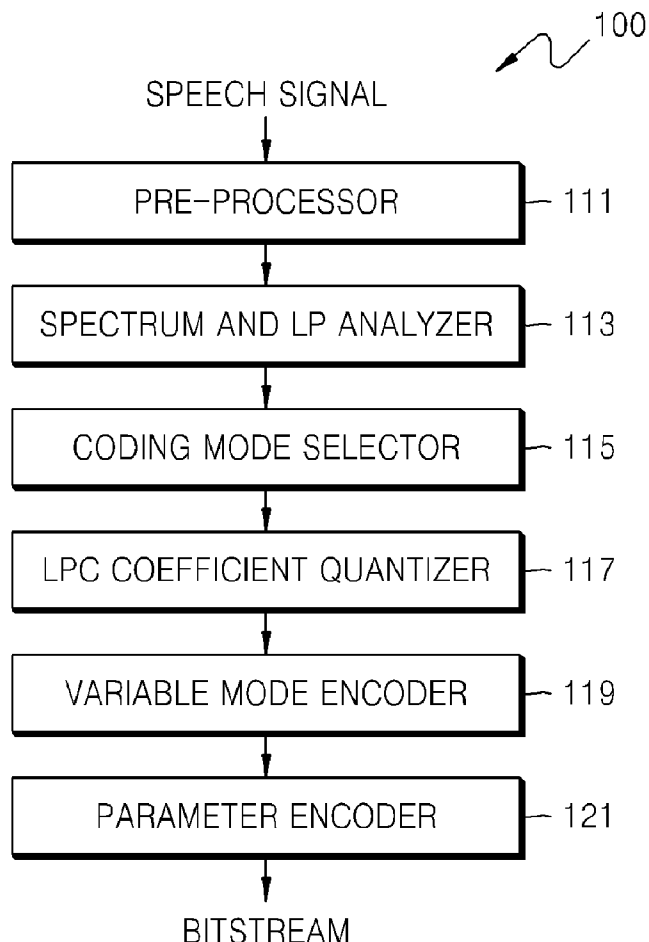 100
SPEECH SIGNAL
PRE-PROCESSOR 111
SPECTRUM AND LP ANALYZER 113
CODING MODE SELECTOR 115
LPC COEFFICIENT QUANTIZER 117
VARIABLE MODE ENCODER 119
PARAMETER ENCODER 121
BITSTREAM